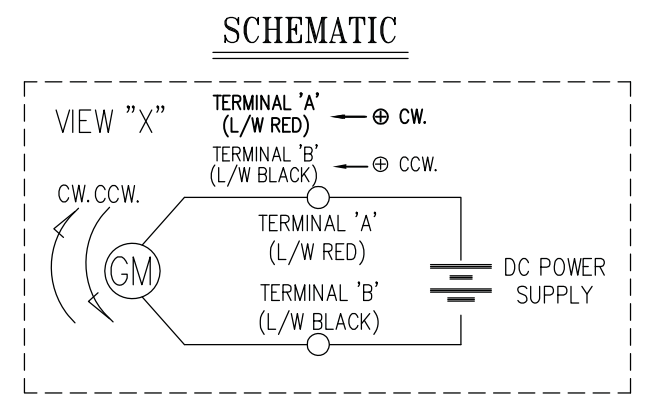 SCHEMATIC
VIEW "X"
TERMINAL 'A'
(L/W RED)
⊕ CW.
TERMINAL 'B'
(L/W BLACK)
⊕ CCW.
CW. CCW.
TERMINAL 'A'
(L/W RED)
GM
TERMINAL 'B'
(L/W BLACK)
DC POWER
SUPPLY